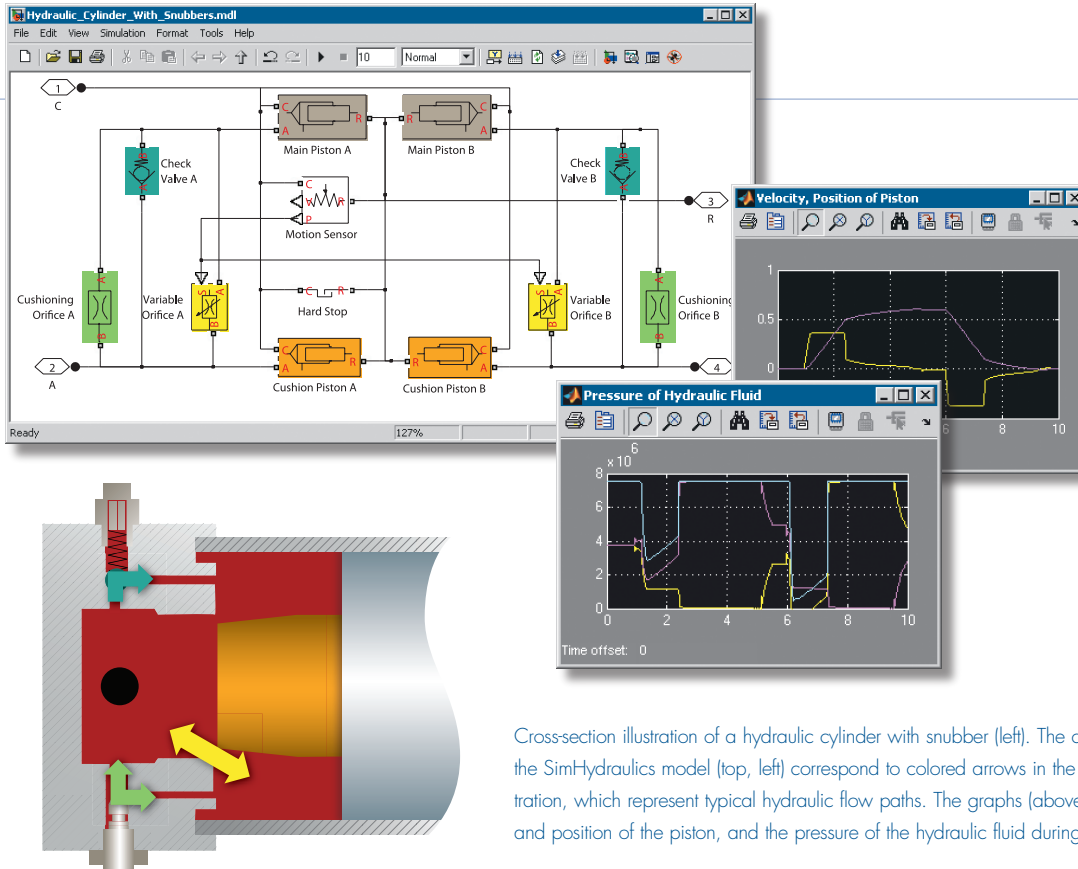 Hydraulic_Cylinder_With_Snubbers.mdl
File Edit View Simulation Format Tools Help
10 Normal
1
C
C
A
R
Main Piston A
R
C
A
Main Piston B
Check
Valve A
Check
Valve B
C
R
P
Motion Sensor
3
R
Cushioning
Orifice A
A
B
Variable
Orifice A
S A
B
C R
Hard Stop
S A
B
Variable
Orifice B
A
B
Cushioning
Orifice B
2
A
C
A
R
Cushion Piston A
R
C
A
Cushion Piston B
4
Ready 127%
Velocity, Position of Piston
1
0.5
0
6 8 10
Pressure of Hydraulic Fluid
x 10
6
8
6
4
2
0
0 2 4 6 8 10
Time offset: 0
Cross-section illustration of a hydraulic cylinder with snubber (left). The
the SimHydraulics model (top, left) correspond to colored arrows in the
tration, which represent typical hydraulic flow paths. The graphs (above
and position of the piston, and the pressure of the hydraulic fluid during